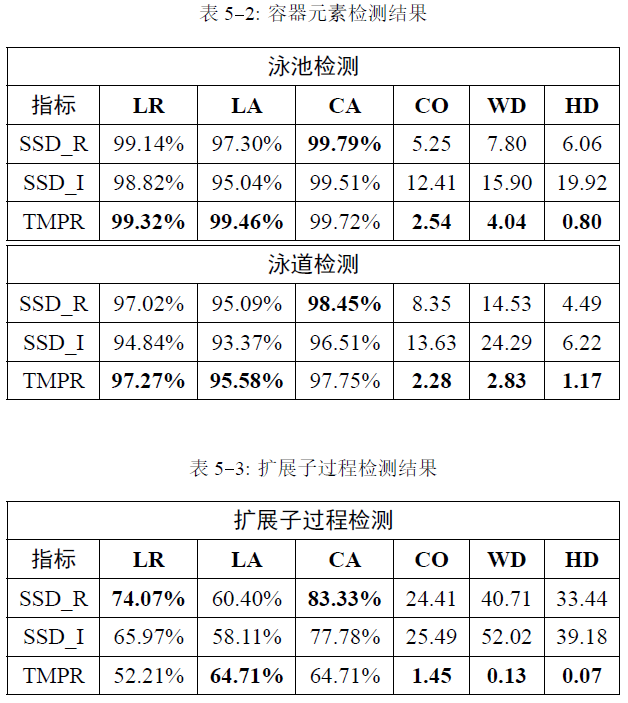 表 5–2: 容器元素检测结果
泳池检测
指标 LR LA CA CO WD HD
SSD_R 99.14% 97.30% 99.79% 5.25 7.80 6.06
SSD_I 98.82% 95.04% 99.51% 12.41 15.90 19.92
TMPR 99.32% 99.46% 99.72% 2.54 4.04 0.80
泳道检测
SSD_R 97.02% 95.09% 98.45% 8.35 14.53 4.49
SSD_I 94.84% 93.37% 96.51% 13.63 24.29 6.22
TMPR 97.27% 95.58% 97.75% 2.28 2.83 1.17
表 5–3: 扩展子过程检测结果
扩展子过程检测
指标 LR LA CA CO WD HD
SSD_R 74.07% 60.40% 83.33% 24.41 40.71 33.44
SSD_I 65.97% 58.11% 77.78% 25.49 52.02 39.18
TMPR 52.21% 64.71% 64.71% 1.45 0.13 0.07